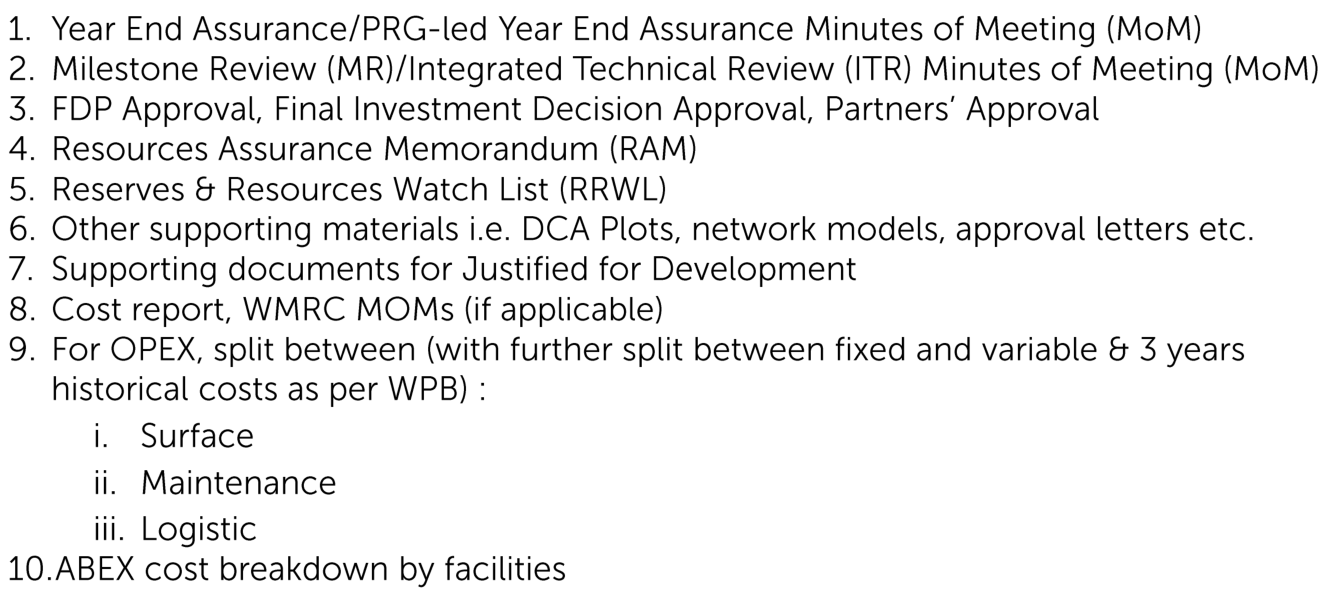 1. Year End Assurance/PRG-led Year End Assurance Minutes of Meeting (MoM)
2. Milestone Review (MR)/Integrated Technical Review (ITR) Minutes of Meeting (MoM)
3. FDP Approval, Final Investment Decision Approval, Partners’ Approval
4. Resources Assurance Memorandum (RAM)
5. Reserves & Resources Watch List (RRWL)
6. Other supporting materials i.e. DCA Plots, network models, approval letters etc.
7. Supporting documents for Justified for Development
8. Cost report, WMRC MOMs (if applicable)
9. For OPEX, split between (with further split between fixed and variable & 3 years
historical costs as per WPB) :
i. Surface
ii. Maintenance
iii. Logistic
10.ABEX cost breakdown by facilities